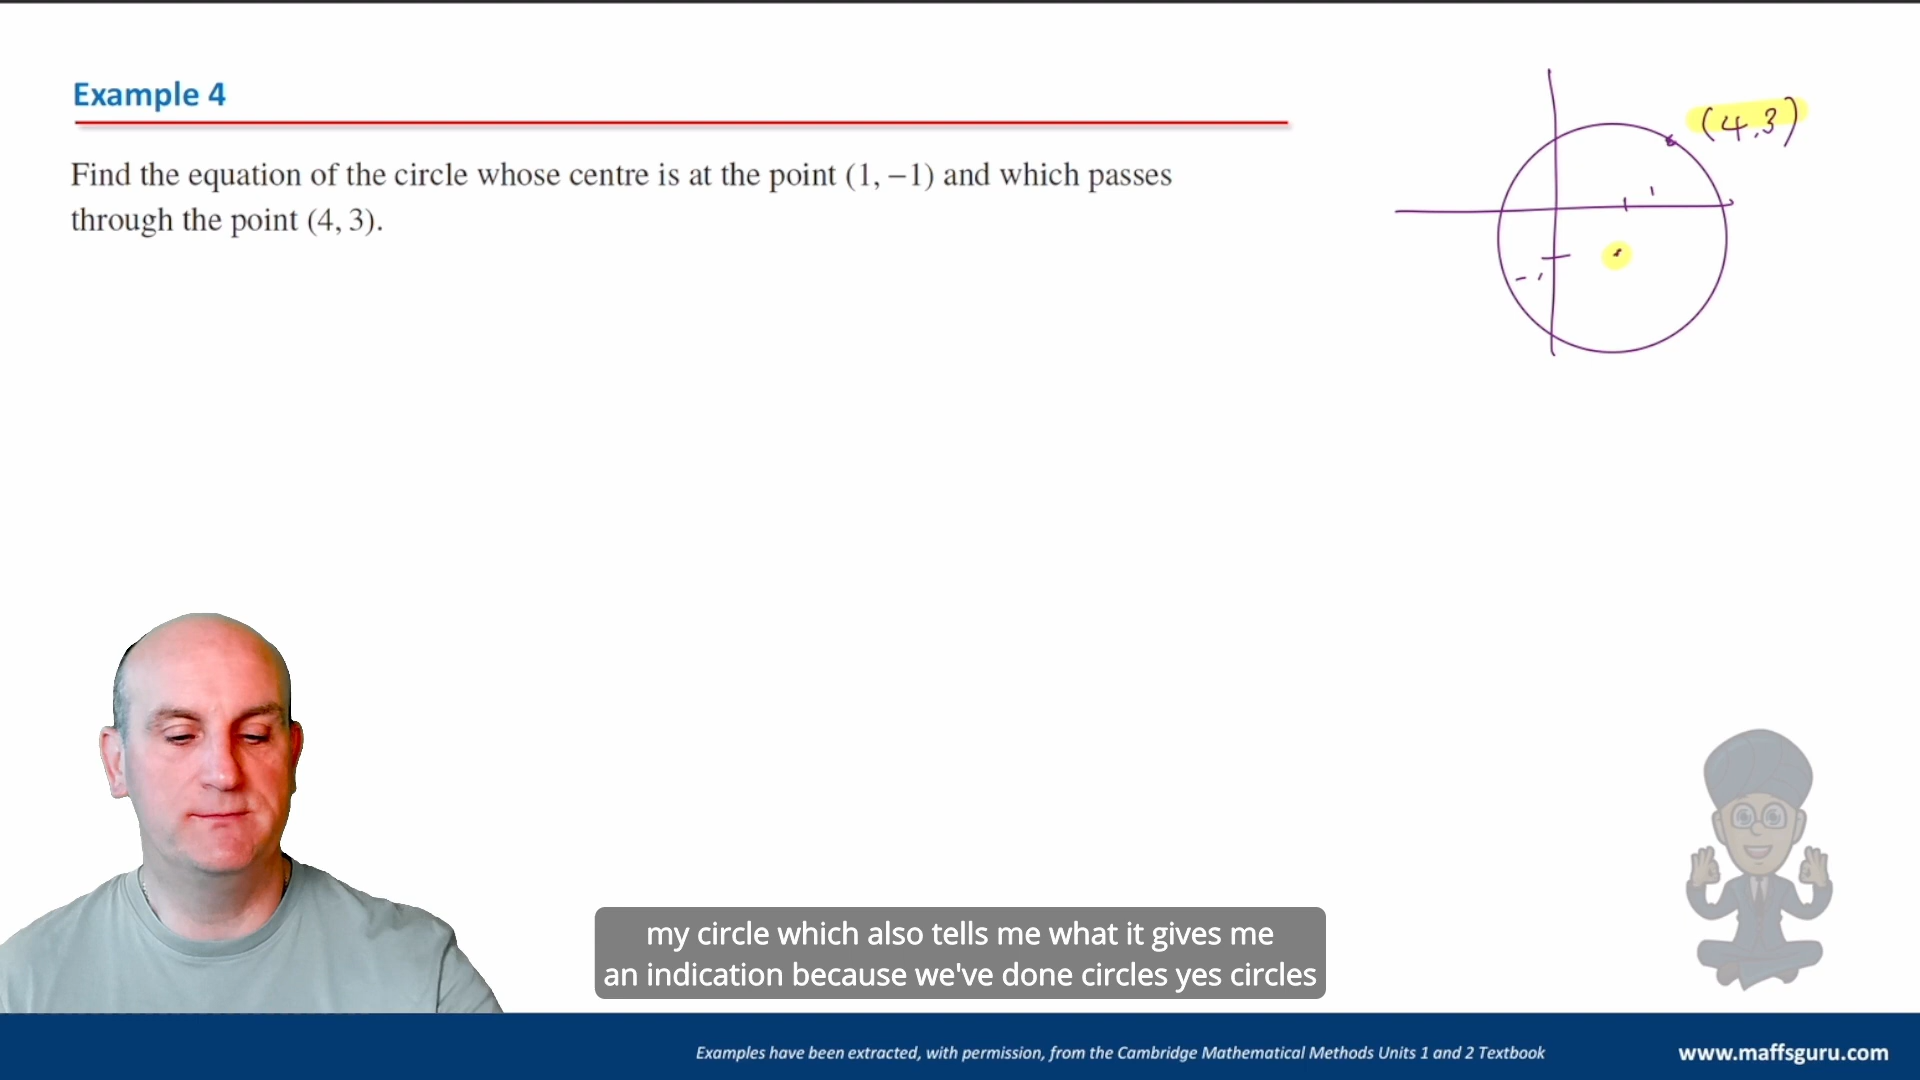 Example 4
(4,3)
Find the equation of the circle whose centre is at the point (1, −1) and which passes
through the point (4, 3).
1
-1
my circle which also tells me what it gives me
an indication because we've done circles yes circles
Examples have been extracted, with permission, from the Cambridge Mathematical Methods Units 1 and 2 Textbook
www.maffsguru.com